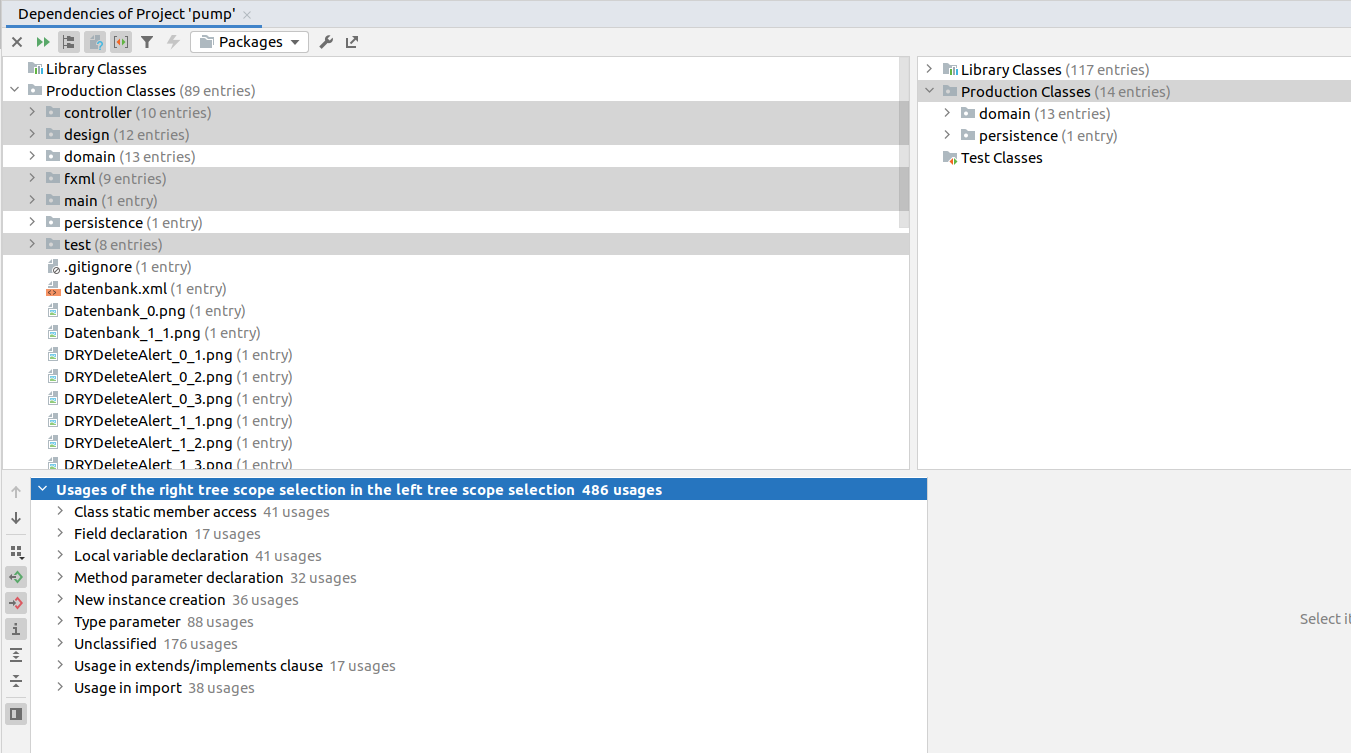 Dependencies of Project 'pump'
Packages
Library Classes
Production Classes (89 entries)
controller (10 entries)
design (12 entries)
domain (13 entries)
fxml (9 entries)
main (1 entry)
persistence (1 entry)
test (8 entries)
.gitignore (1 entry)
datenbank.xml (1 entry)
Datenbank_0.png (1 entry)
Datenbank_1_1.png (1 entry)
DRYDeleteAlert_0_1.png (1 entry)
DRYDeleteAlert_0_2.png (1 entry)
DRYDeleteAlert_0_3.png (1 entry)
DRYDeleteAlert_1_1.png (1 entry)
DRYDeleteAlert_1_2.png (1 entry)
DRYDeleteAlert_1_3.png (1 entry)
Library Classes (117 entries)
Production Classes (14 entries)
domain (13 entries)
persistence (1 entry)
Test Classes
Usages of the right tree scope selection in the left tree scope selection 486 usages
Class static member access 41 usages
Field declaration 17 usages
Local variable declaration 41 usages
Method parameter declaration 32 usages
New instance creation 36 usages
Type parameter 88 usages
Unclassified 176 usages
Usage in extends/implements clause 17 usages
Usage in import 38 usages
Select it